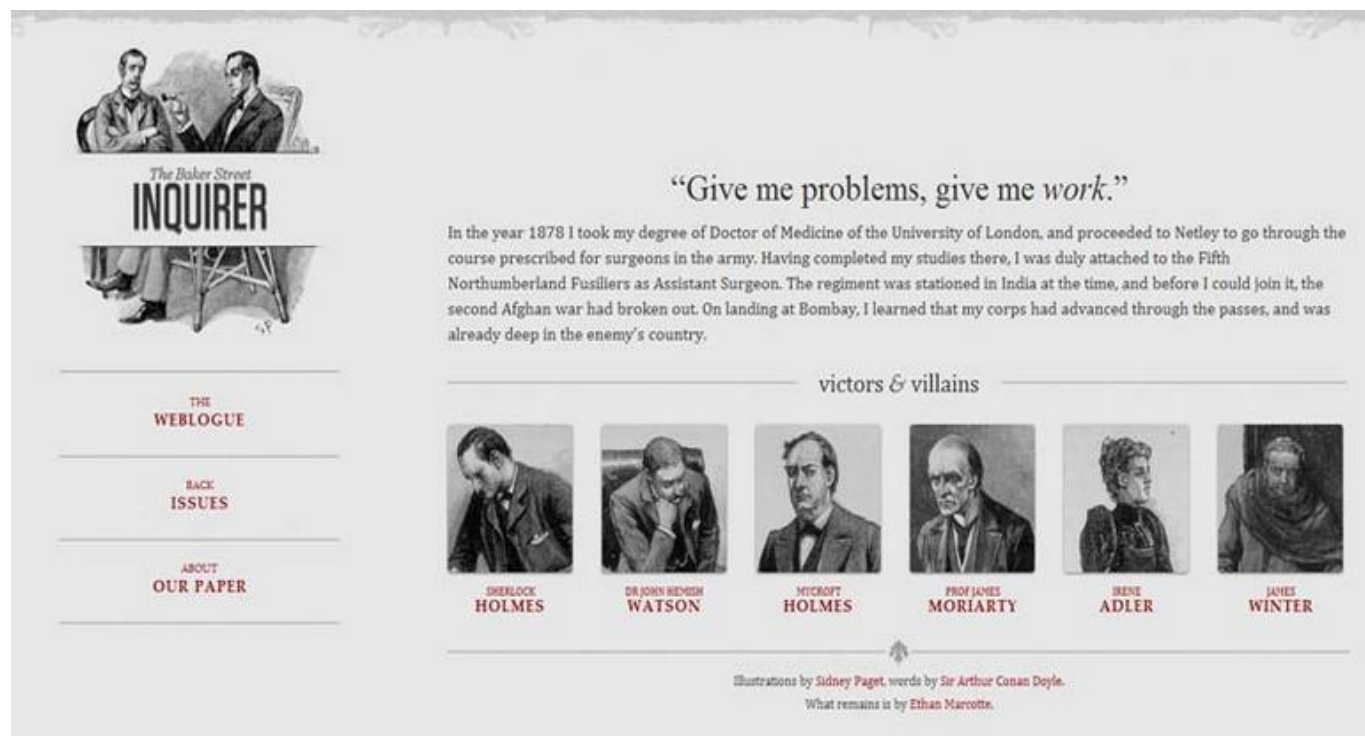 The Baker Street
INQUIRER
THE
WEBLOGUE
BACK
ISSUES
ABOUT
OUR PAPER
“Give me problems, give me work.”
In the year 1878 I took my degree of Doctor of Medicine of the University of London, and proceeded to Netley to go through the
course prescribed for surgeons in the army. Having completed my studies there, I was duly attached to the Fifth
Northumberland Fusiliers as Assistant Surgeon. The regiment was stationed in India at the time, and before I could join it, the
second Afghan war had broken out. On landing at Bombay, I learned that my corps had advanced through the passes, and was
already deep in the enemy’s country.
victors & villains
SHERLOCK
HOLMES
DR JOHN HEMISH
WATSON
MYCROFT
HOLMES
PROF JAMES
MORIARTY
IRENE
ADLER
JAMES
WINTER
Illustrations by Sidney Paget, words by Sir Arthur Conan Doyle.
What remains is by Ethan Marcotte.